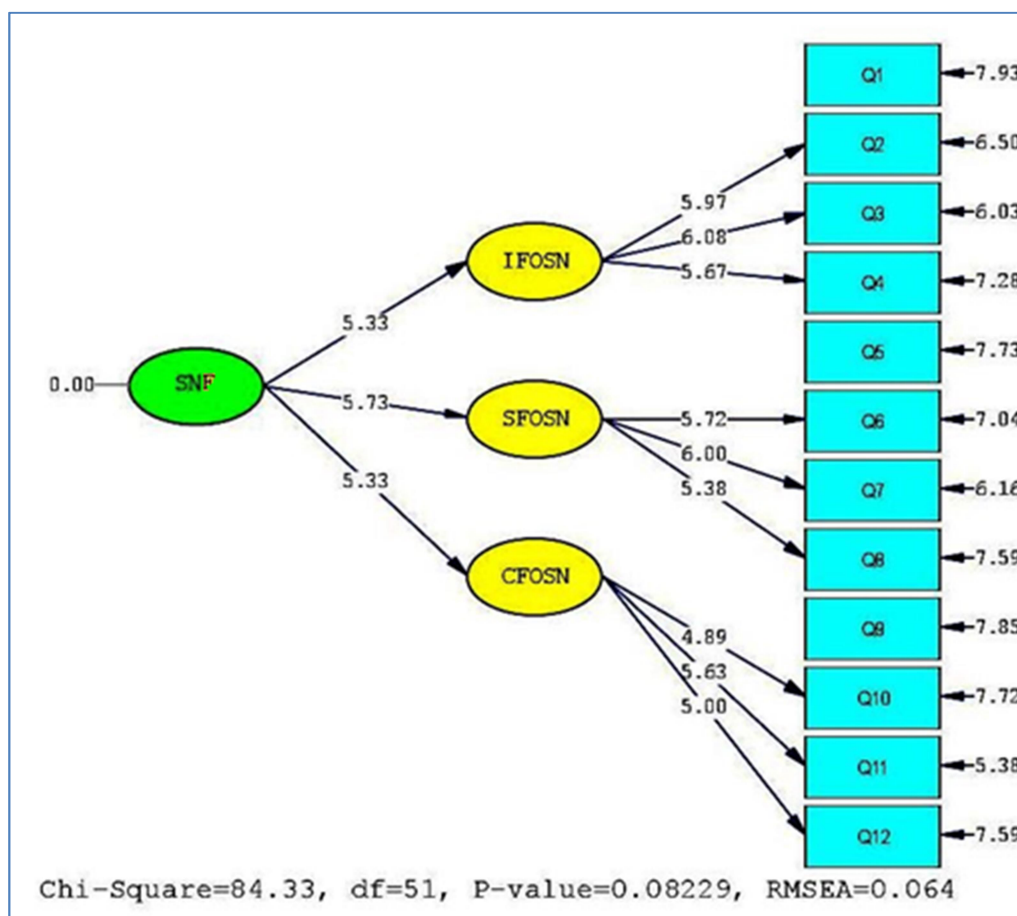 Q1
7.93
Q2
6.50
5.97
Q3
6.03
6.08
IFOSN
5.67
Q4
7.28
5.33
Q5
7.73
0.00
SNF
5.73
SFOSN
5.72
Q6
7.04
6.00
5.33
5.38
Q7
6.16
Q8
7.59
CFOSN
4.89
Q9
7.85
5.63
Q10
7.72
5.00
Q11
5.38
Q12
7.59
Chi-Square=84.33, df=51, P-value=0.08229, RMSEA=0.064